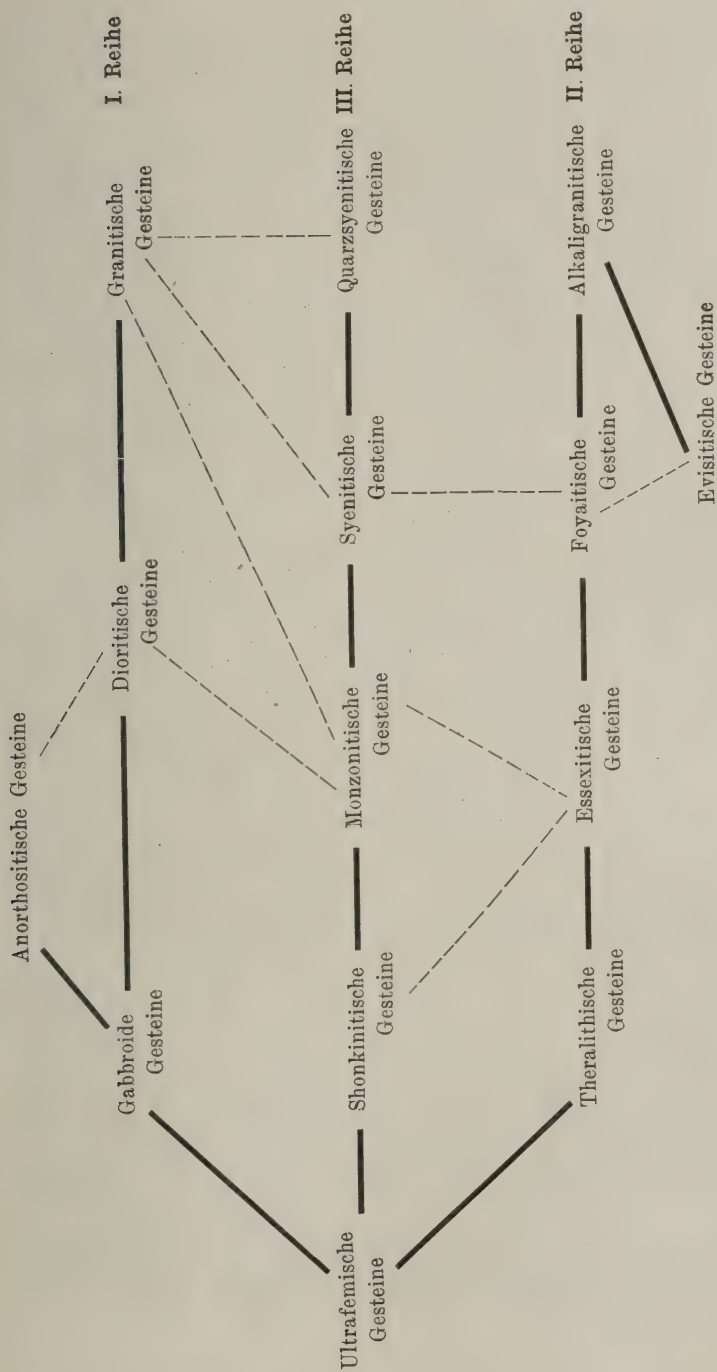 Anorthositische Gesteine
Gabbroide
Gesteine
Dioritische
Gesteine
Granitische
Gesteine
I. Reihe
Ultrafemische
Gesteine
Shonkinitische
Gesteine
Monzonitische
Gesteine
Syenitische
Gesteine
Quarzsyenitische
Gesteine
III. Reihe
Theralithische
Gesteine
Essexitische
Gesteine
Foyaitische
Gesteine
Alkaligranitische
Gesteine
II. Reihe
Evisitische Gesteine